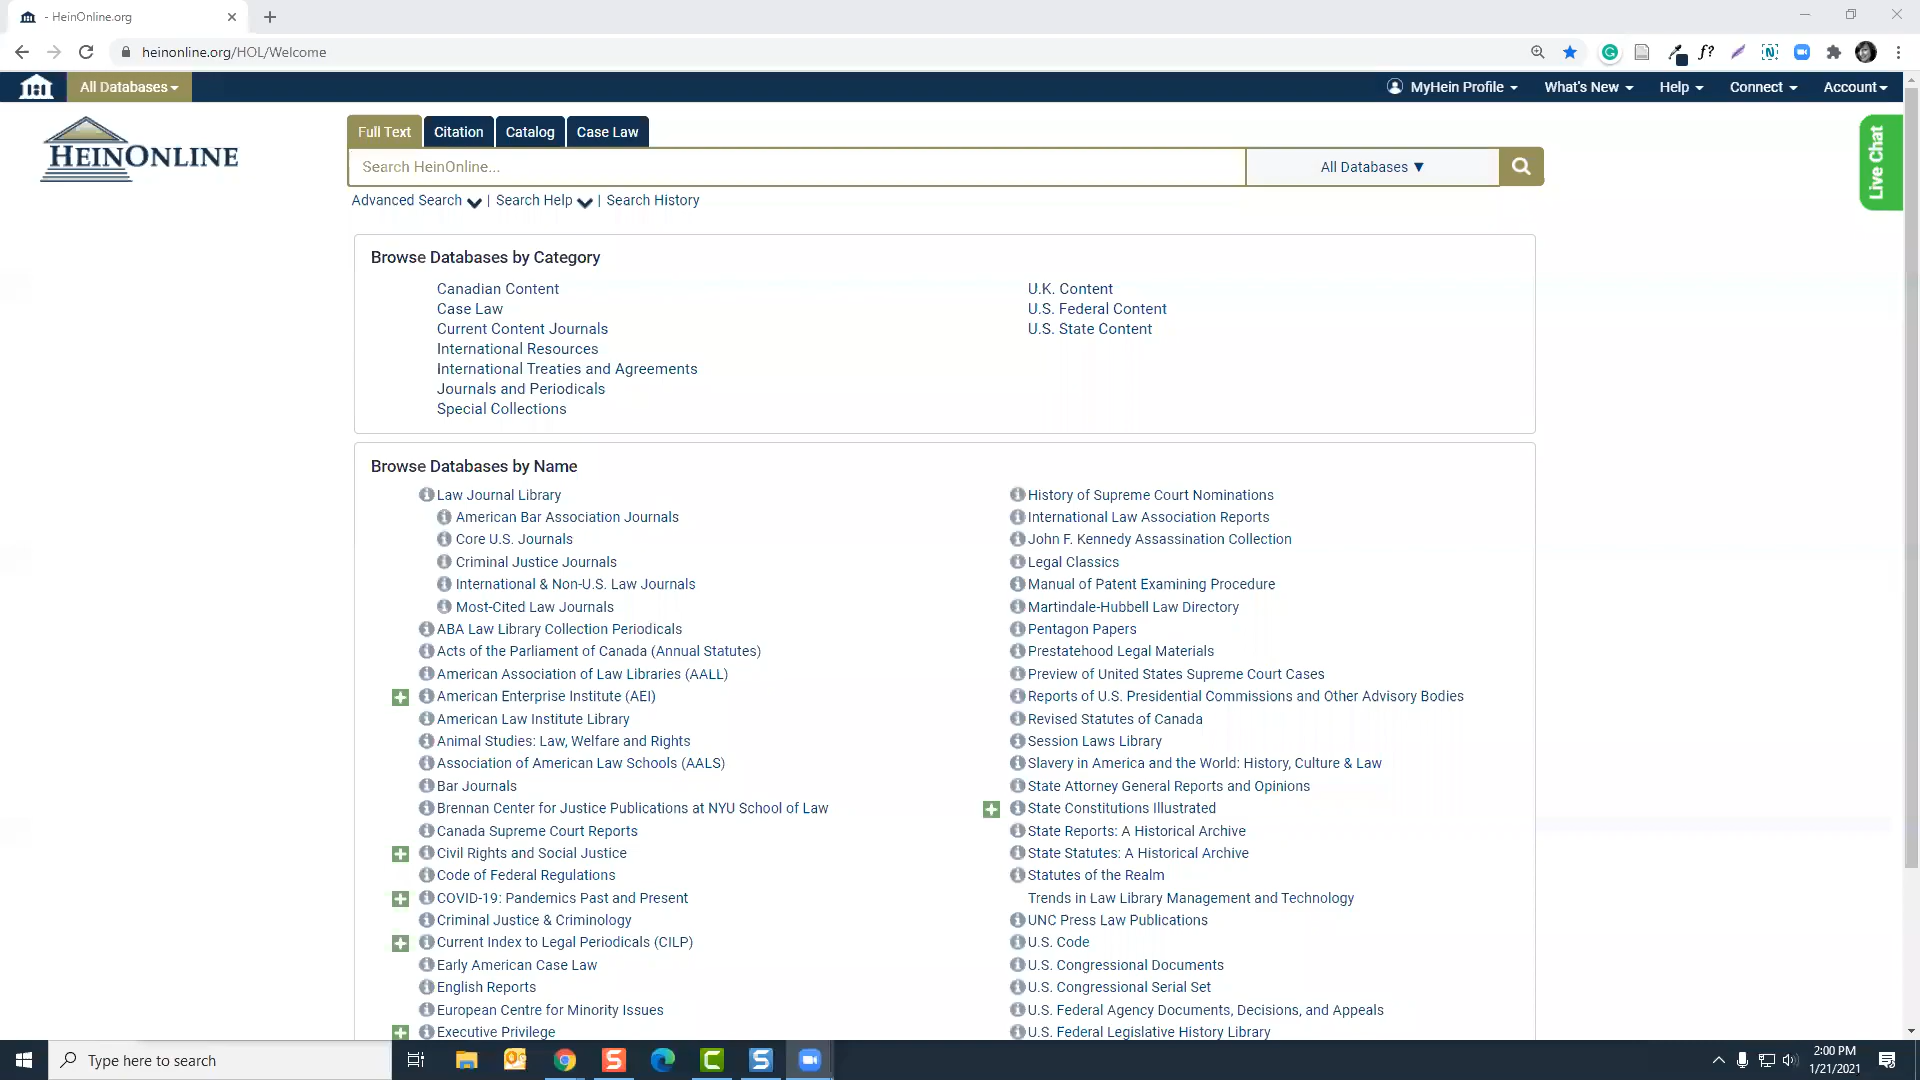 - HeinOnline.org
heinonline.org/HOL/Welcome
f?
N
All Databases
MyHein Profile
What's New
Help
Connect
Account
HEINONLINE
Full Text
Citation
Catalog
Case Law
Search HeinOnline...
All Databases ▼
Live Chat
Advanced Search | Search Help | Search History
Browse Databases by Category
Canadian Content
Case Law
Current Content Journals
International Resources
International Treaties and Agreements
Journals and Periodicals
Special Collections
U.K. Content
U.S. Federal Content
U.S. State Content
Browse Databases by Name
Law Journal Library
American Bar Association Journals
Core U.S. Journals
Criminal Justice Journals
International & Non-U.S. Law Journals
Most-Cited Law Journals
ABA Law Library Collection Periodicals
Acts of the Parliament of Canada (Annual Statutes)
American Association of Law Libraries (AALL)
American Enterprise Institute (AEI)
American Law Institute Library
Animal Studies: Law, Welfare and Rights
Association of American Law Schools (AALS)
Bar Journals
Brennan Center for Justice Publications at NYU School of Law
Canada Supreme Court Reports
Civil Rights and Social Justice
Code of Federal Regulations
COVID-19: Pandemics Past and Present
Criminal Justice & Criminology
Current Index to Legal Periodicals (CILP)
Early American Case Law
English Reports
European Centre for Minority Issues
Executive Privilege
History of Supreme Court Nominations
International Law Association Reports
John F. Kennedy Assassination Collection
Legal Classics
Manual of Patent Examining Procedure
Martindale-Hubbell Law Directory
Pentagon Papers
Prestatehood Legal Materials
Preview of United States Supreme Court Cases
Reports of U.S. Presidential Commissions and Other Advisory Bodies
Revised Statutes of Canada
Session Laws Library
Slavery in America and the World: History, Culture & Law
State Attorney General Reports and Opinions
State Constitutions Illustrated
State Reports: A Historical Archive
State Statutes: A Historical Archive
Statutes of the Realm
Trends in Law Library Management and Technology
UNC Press Law Publications
U.S. Code
U.S. Congressional Documents
U.S. Congressional Serial Set
U.S. Federal Agency Documents, Decisions, and Appeals
U.S. Federal Legislative History Library
Type here to search
2:00 PM
1/21/2021